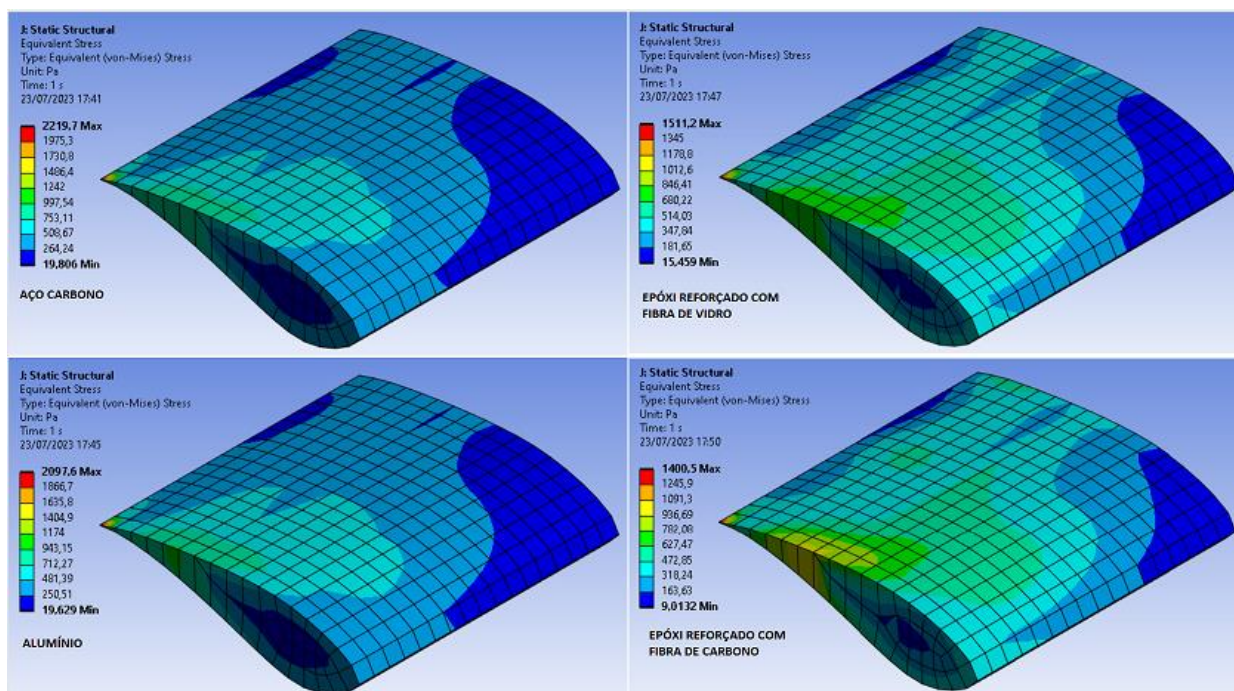 J: Static Structural
Equivalent Stress
Type: Equivalent (von-Mises) Stress
Unit: Pa
Time: 1 s
23/07/2023 17:41
2219,7 Max
1975,3
1730,8
1486,4
1242
997,54
753,11
508,67
264,24
19,806 Min
AÇO CARBONO
J: Static Structural
Equivalent Stress
Type: Equivalent (von-Mises) Stress
Unit: Pa
Time: 1 s
23/07/2023 17:47
1511,2 Max
1345
1178,8
1012,6
846,41
680,22
514,03
347,84
181,65
15,459 Min
EPÓXI REFORÇADO COM
FIBRA DE VIDRO
J: Static Structural
Equivalent Stress
Type: Equivalent (von-Mises) Stress
Unit: Pa
Time: 1 s
23/07/2023 17:45
2097,6 Max
1866,7
1635,8
1404,9
1174
943,15
712,27
481,39
250,51
19,629 Min
ALUMÍNIO
J: Static Structural
Equivalent Stress
Type: Equivalent (von-Mises) Stress
Unit: Pa
Time: 1 s
23/07/2023 17:50
1400,5 Max
1245,9
1091,3
936,69
782,08
627,47
472,85
318,24
163,63
9,0132 Min
EPÓXI REFORÇADO COM
FIBRA DE CARBONO